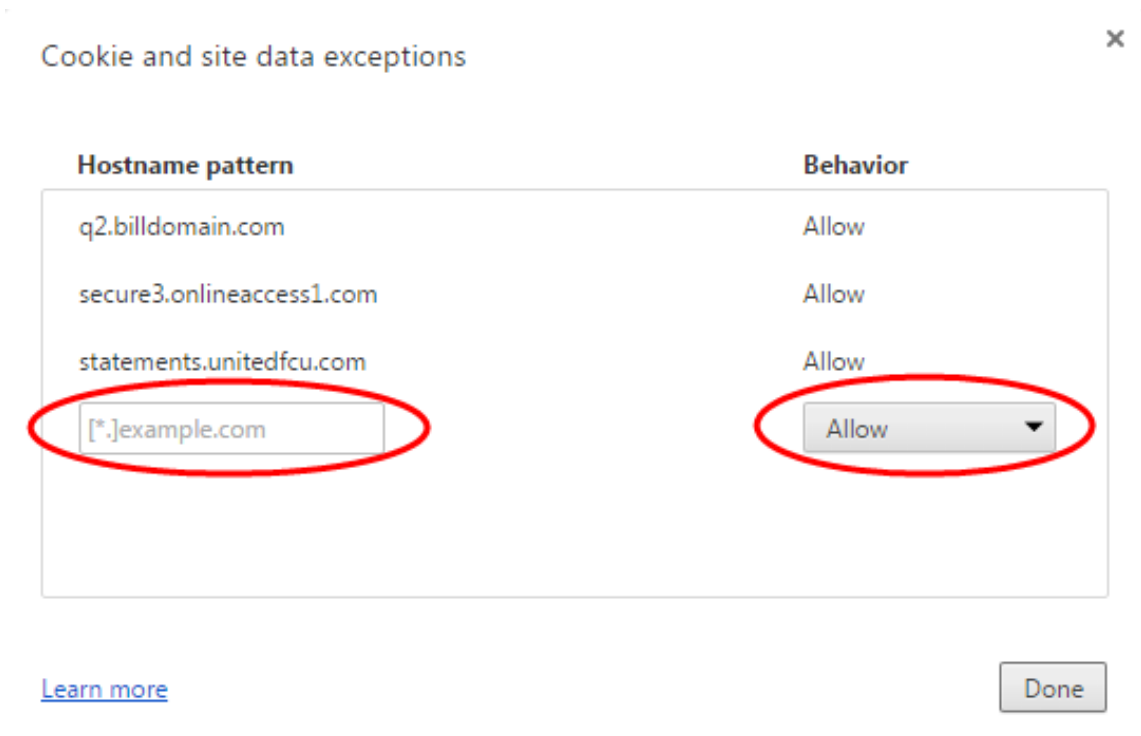 Cookie and site data exceptions
×
Hostname pattern Behavior
q2.billdomain.com Allow
secure3.onlineaccess1.com Allow
statements.unitedfcu.com Allow
[*.]example.com Allow
Learn more Done